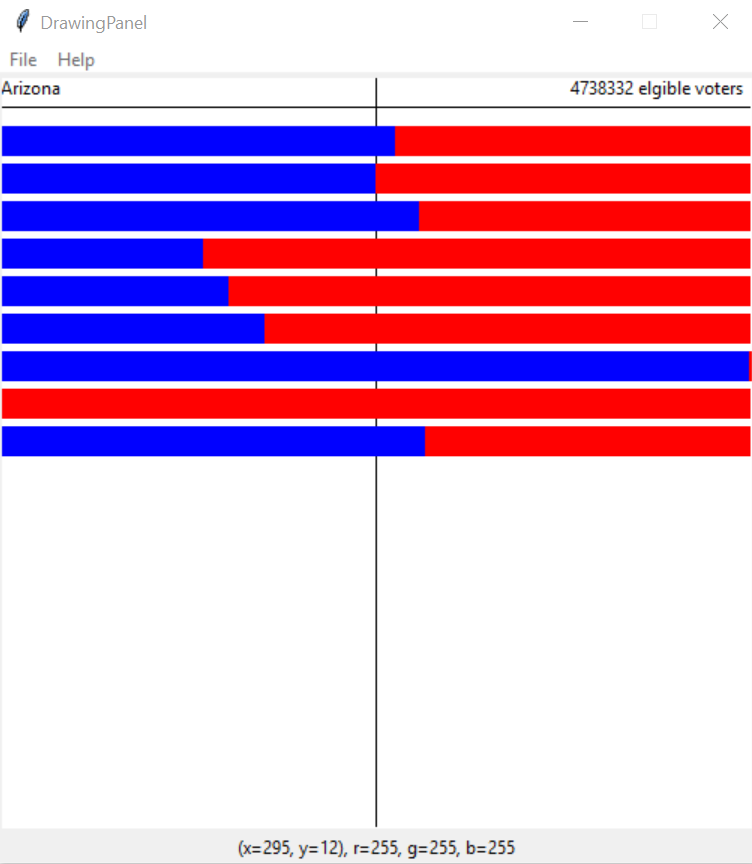 DrawingPanel
File Help
Arizona 4738332 elgible voters
(x=295, y=12), r=255, g=255, b=255